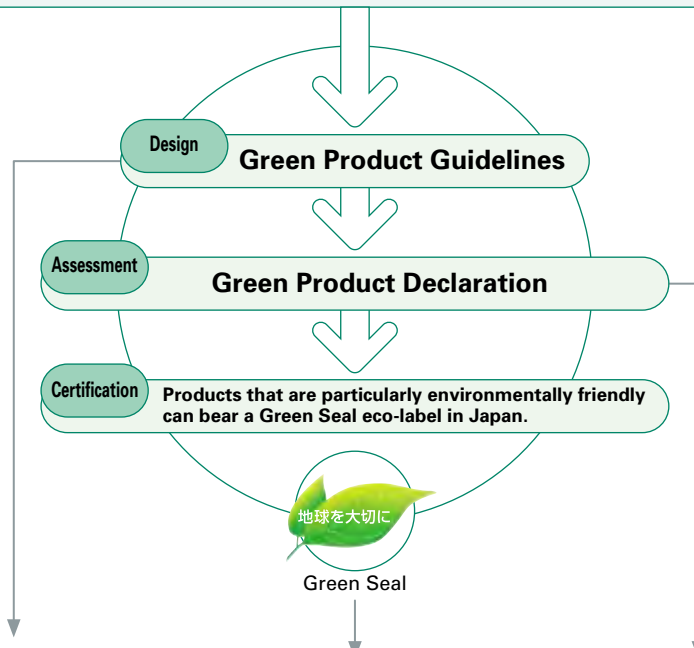 Design
Green Product Guidelines
Assessment
Green Product Declaration
Certification
Products that are particularly environmentally friendly
can bear a Green Seal eco-label in Japan.
地球を大切に
Green Seal